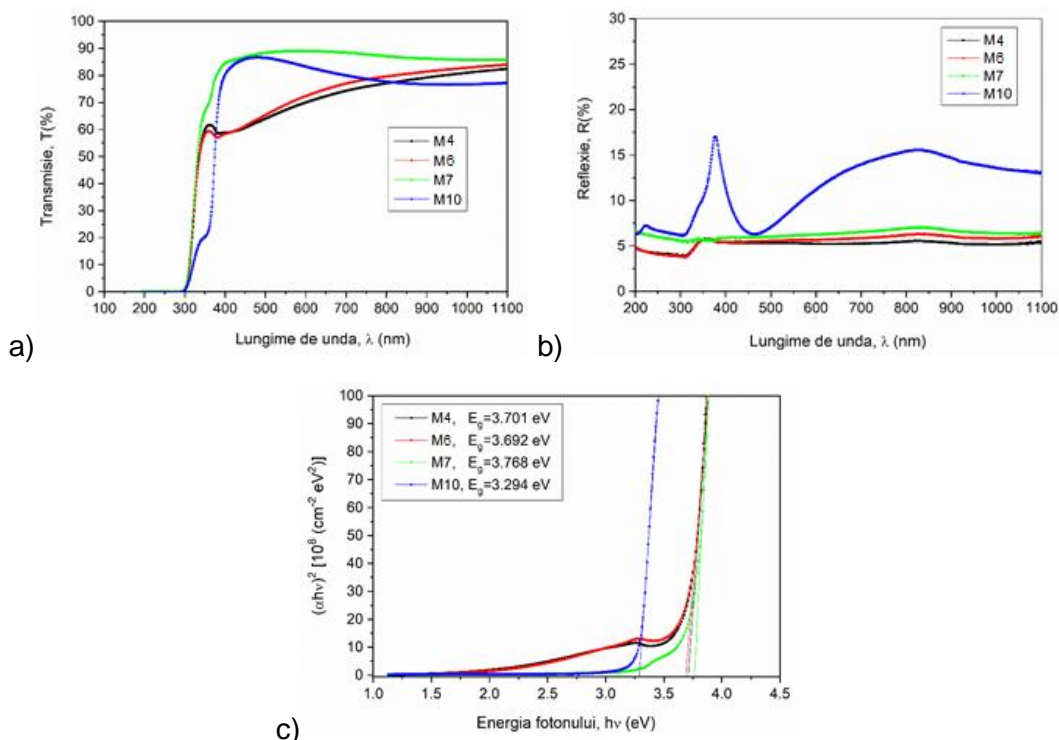 Transmisie, T(%)
100
90
80
70
60
50
40
30
20
10
0
M4
M6
M7
M10
100 200 300 400 500 600 700 800 900 1000 1100
Lungime de unda, λ (nm)
a)
Reflexie, R(%)
30
25
20
15
10
5
0
M4
M6
M7
M10
200 300 400 500 600 700 800 900 1000 1100
Lungime de unda, λ (nm)
b)
(αhν)² [10⁸ (cm⁻² eV²)]
100
90
80
70
60
50
40
30
20
10
0
M4, E_g=3.701 eV
M6, E_g=3.692 eV
M7, E_g=3.768 eV
M10, E_g=3.294 eV
1.0 1.5 2.0 2.5 3.0 3.5 4.0 4.5
Energia fotonului, hν (eV)
c)